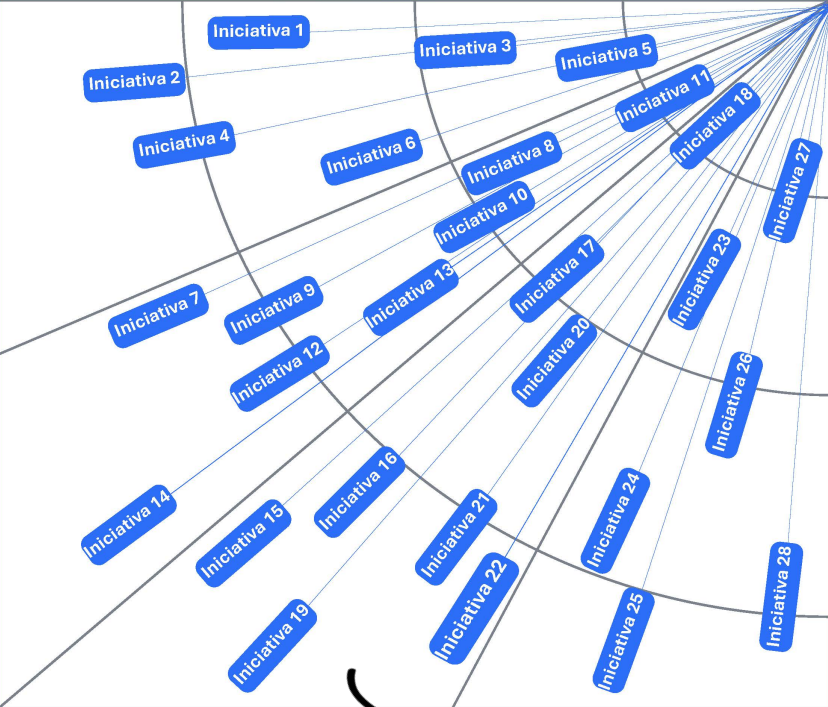 Iniciativa 1
Iniciativa 2
Iniciativa 3
Iniciativa 4
Iniciativa 5
Iniciativa 6
Iniciativa 7
Iniciativa 8
Iniciativa 9
Iniciativa 10
Iniciativa 11
Iniciativa 12
Iniciativa 13
Iniciativa 14
Iniciativa 15
Iniciativa 16
Iniciativa 17
Iniciativa 18
Iniciativa 19
Iniciativa 20
Iniciativa 21
Iniciativa 22
Iniciativa 23
Iniciativa 24
Iniciativa 25
Iniciativa 26
Iniciativa 27
Iniciativa 28